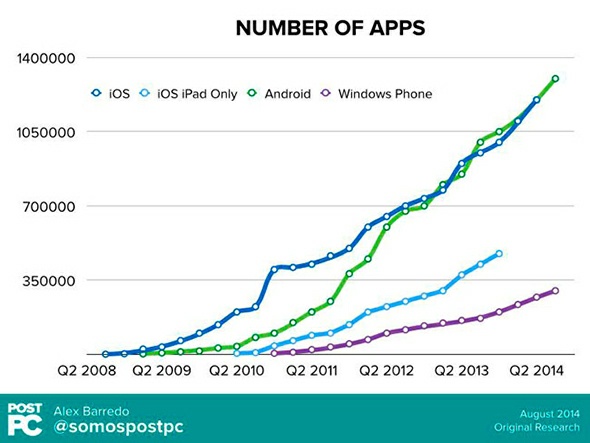 NUMBER OF APPS
1400000
iOS iOS iPad Only Android Windows Phone
1050000
700000
350000
Q2 2008 Q2 2009 Q2 2010 Q2 2011 Q2 2012 Q2 2013 Q2 2014
POST
PC
Alex Barredo
@somospostpc
August 2014
Original Research